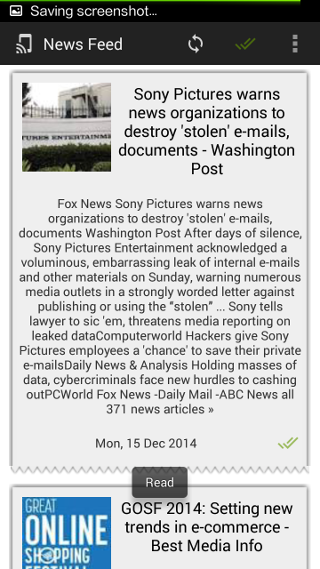 Saving screenshot...
News Feed
Sony Pictures warns
news organizations to
destroy 'stolen' e-mails,
documents - Washington
Post
TURES ENTERTAINME
Fox News Sony Pictures warns news
organizations to destroy 'stolen' e-mails,
documents Washington Post After days of silence,
Sony Pictures Entertainment acknowledged a
voluminous, embarrassing leak of internal e-mails
and other materials on Sunday, warning numerous
media outlets in a strongly worded letter against
publishing or using the “stolen” ... Sony tells
lawyer to sic 'em, threatens media reporting on
leaked dataComputerworld Hackers give Sony
Pictures employees a 'chance' to save their private
e-mailsDaily News & Analysis Holding masses of
data, cybercriminals face new hurdles to cashing
outPCWorld Fox News -Daily Mail -ABC News all
371 news articles »
Mon, 15 Dec 2014
Read
GREAT
ONLINE
SHOPPING
FESTIVAL
GOSF 2014: Setting new
trends in e-commerce -
Best Media Info